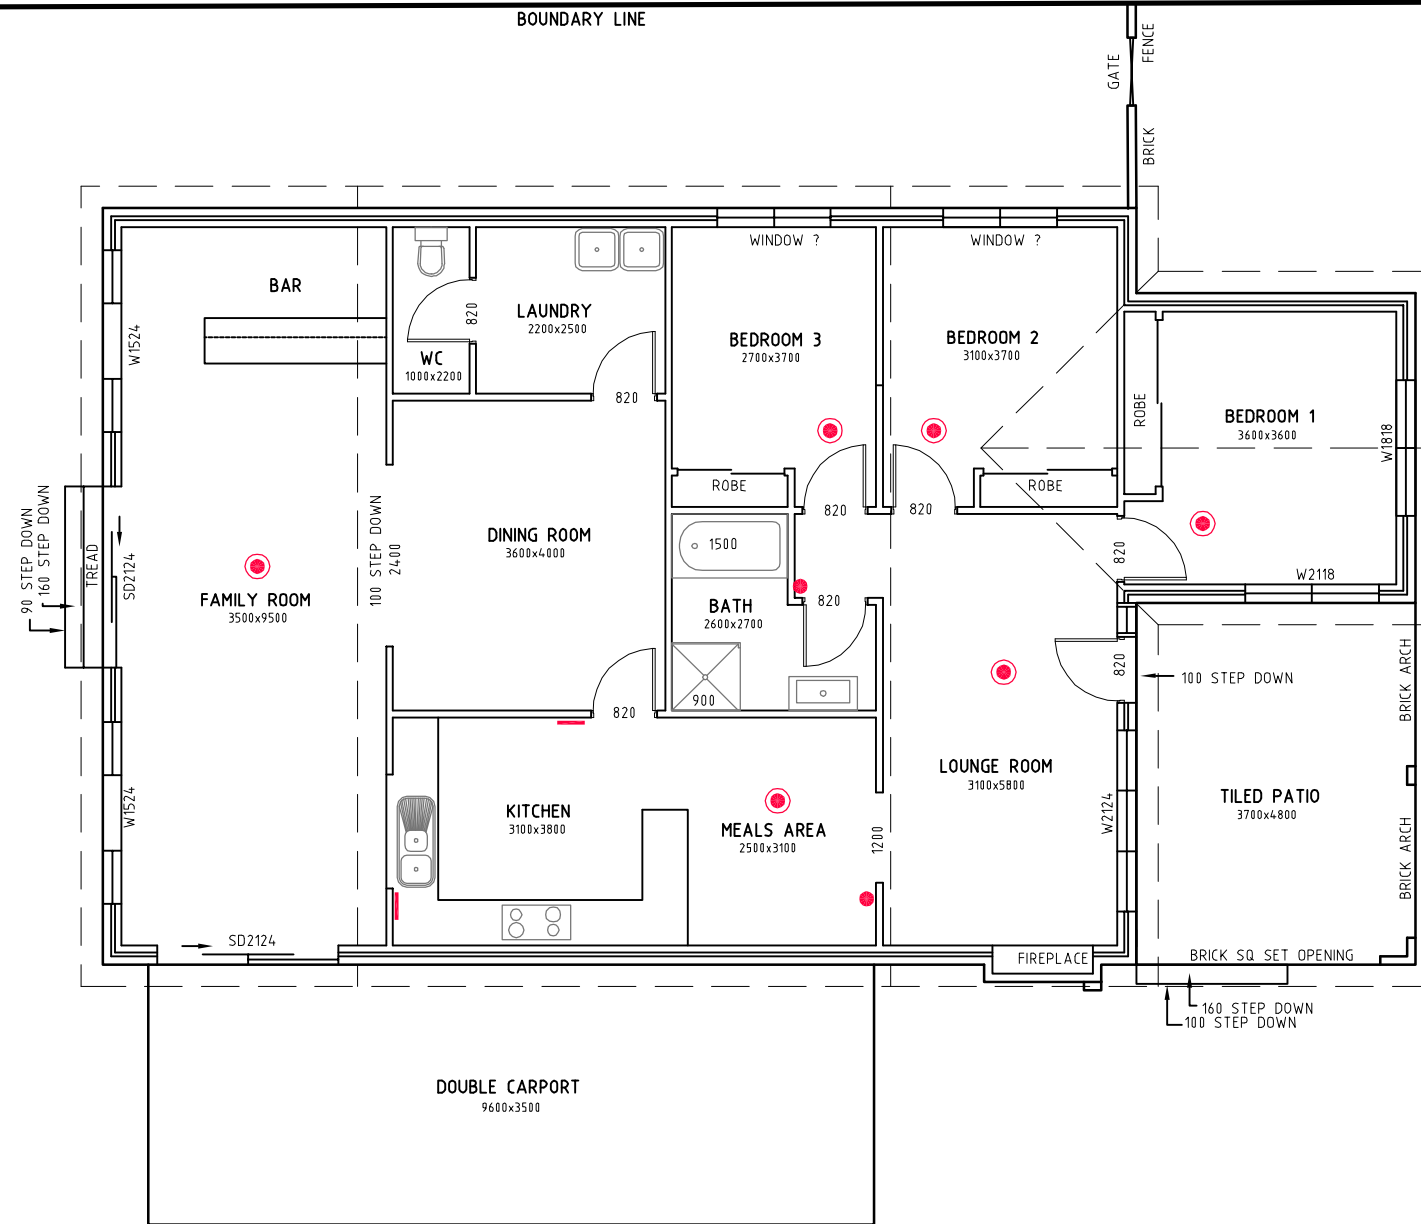 BOUNDARY LINE
GATE
FENCE
BRICK
WINDOW ?
WINDOW ?
BAR
LAUNDRY
2200x2500
820
WC
1000x2200
W1524
820
BEDROOM 3
2700x3700
BEDROOM 2
3100x3700
BEDROOM 1
3600x3600
ROBE
W1818
ROBE
ROBE
820
820
820
90 STEP DOWN
160 STEP DOWN
TREAD
SD2124
100 STEP DOWN
2400
DINING ROOM
3600x4000
1500
FAMILY ROOM
3500x9500
BATH
2600x2700
820
W2118
900
820
820
100 STEP DOWN
BRICK ARCH
LOUNGE ROOM
3100x5800
W2124
TILED PATIO
3700x4800
BRICK ARCH
W1524
KITCHEN
3100x3800
MEALS AREA
2500x3100
1200
SD2124
FIREPLACE
BRICK SQ SET OPENING
160 STEP DOWN
100 STEP DOWN
DOUBLE CARPORT
9600x3500